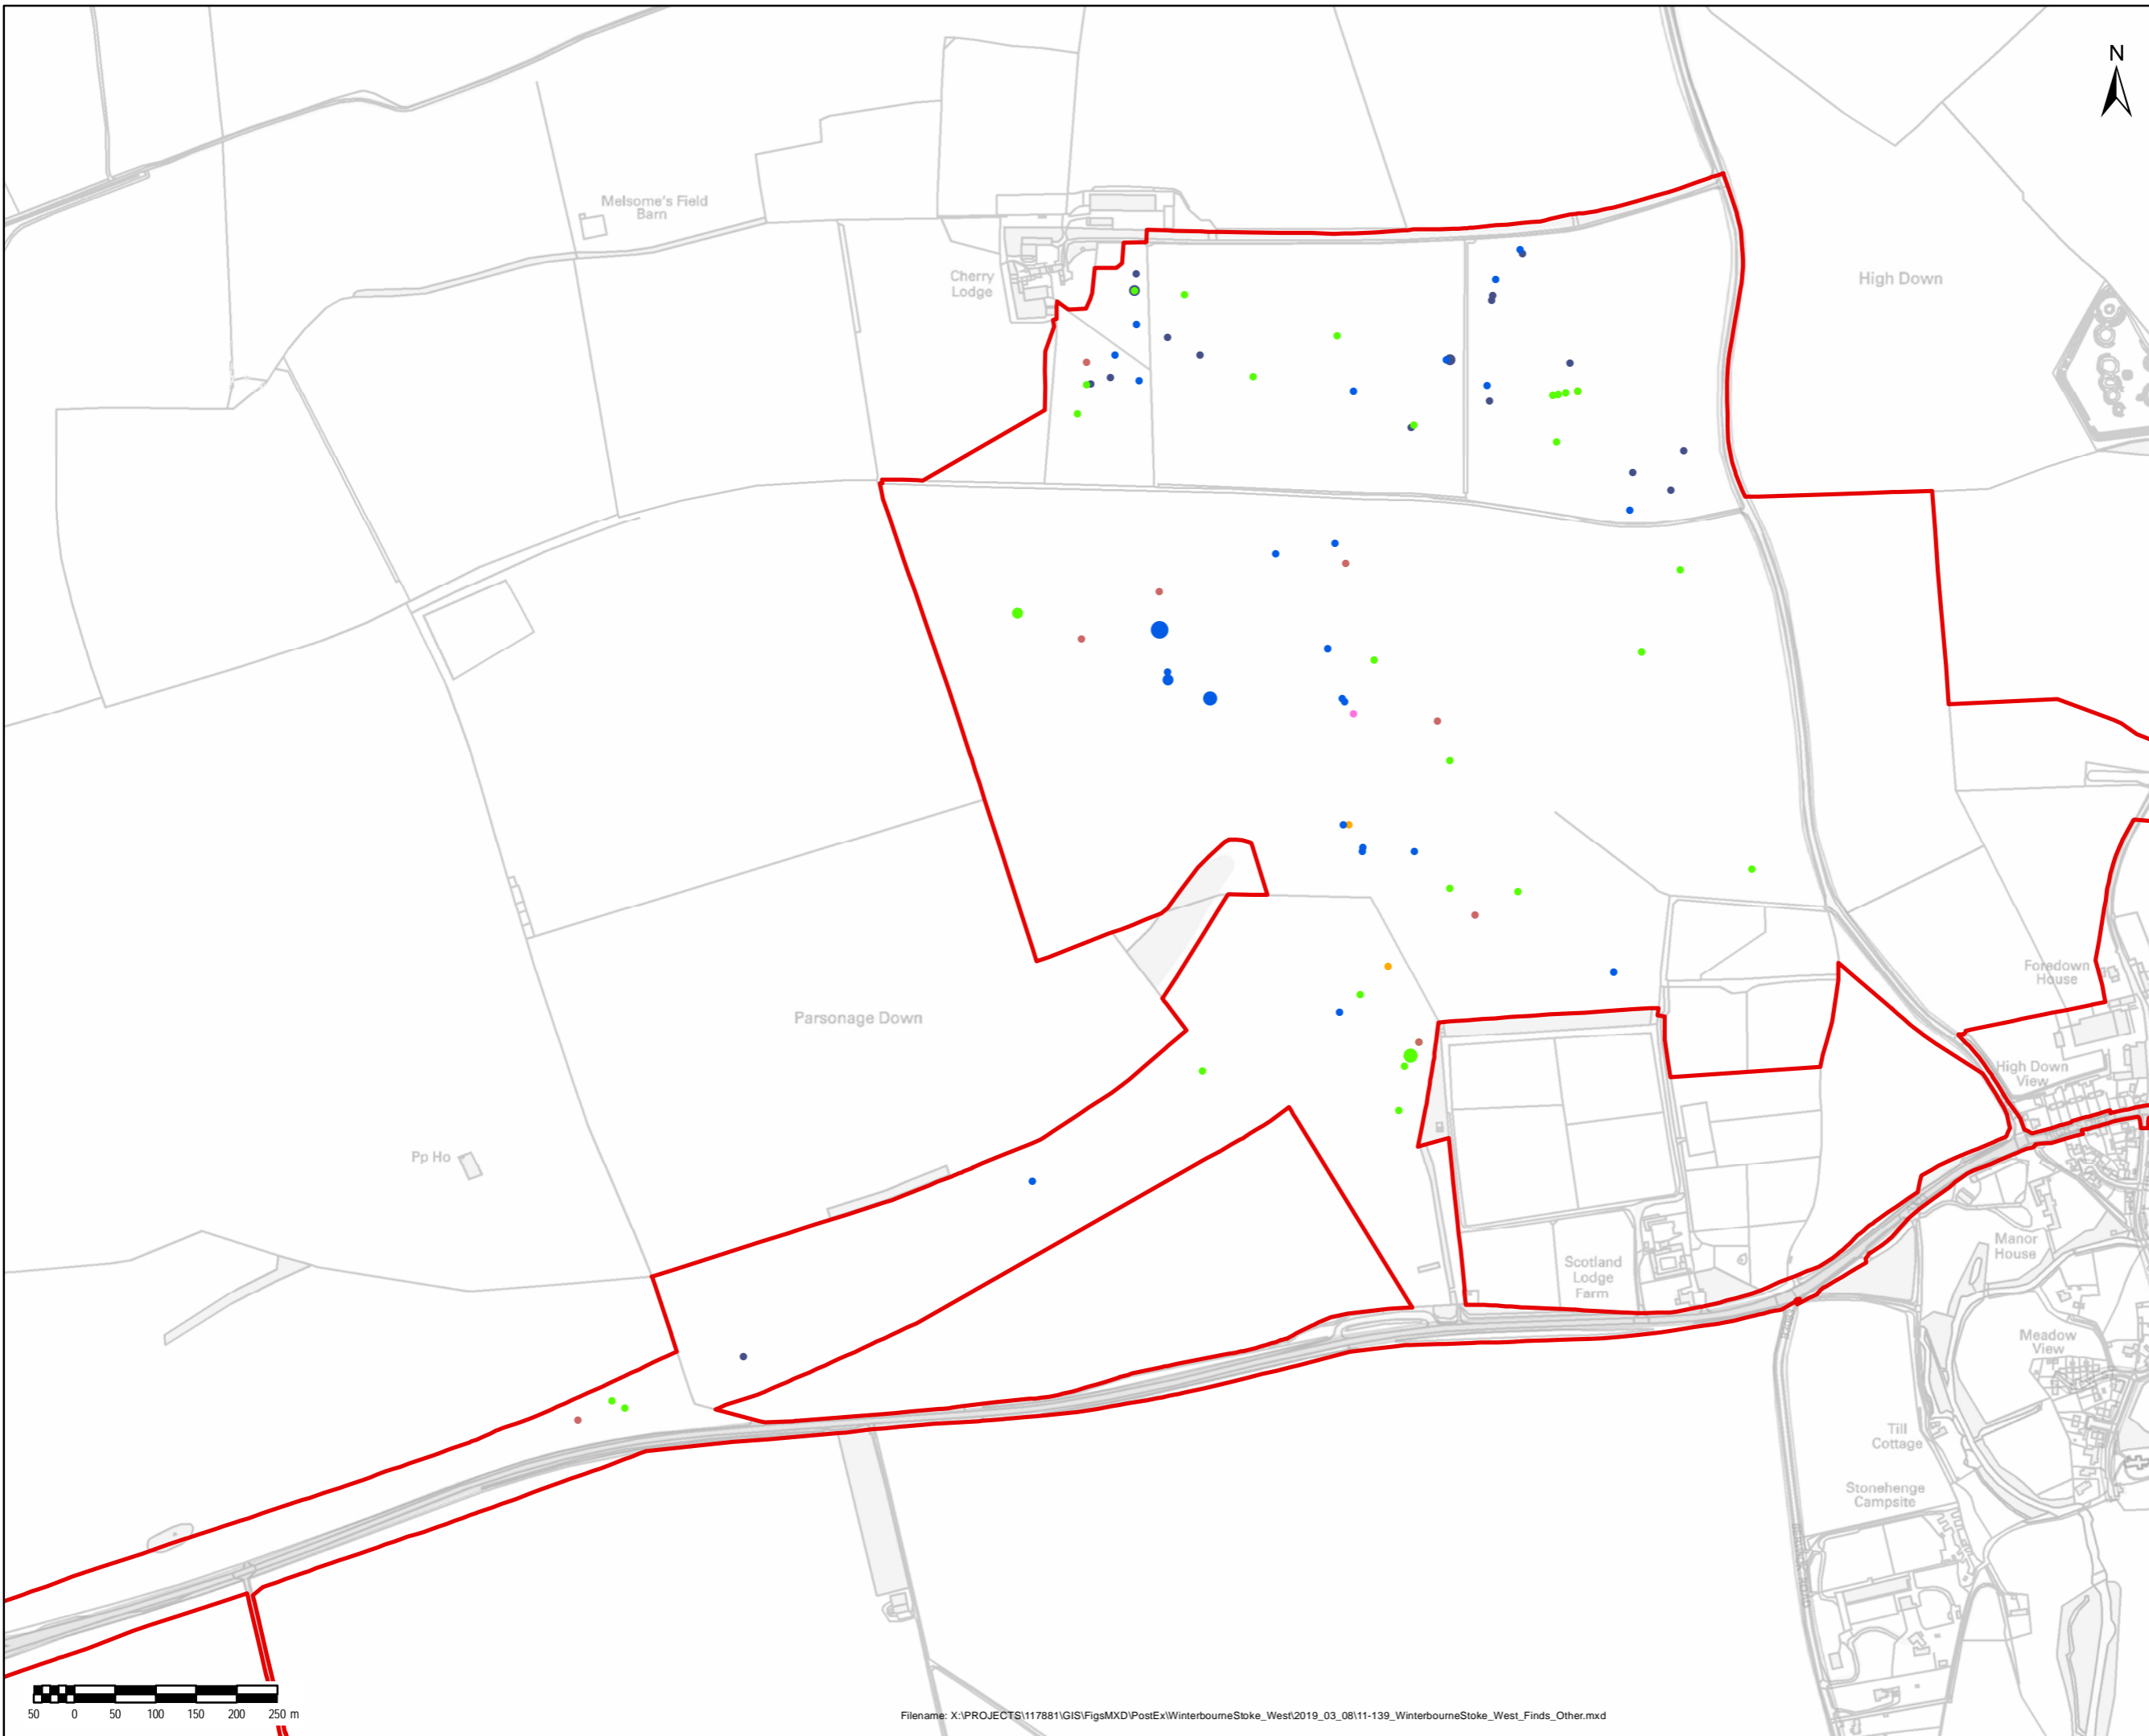 N
Melsome's Field
Barn
Cherry
Lodge
High Down
Foredown
House
Parsonage Down
High Down
View
Pp Ho
Manor
House
Scotland
Lodge
Farm
Meadow
View
Till
Cottage
Stonehenge
Campsite
50 0 50 100 150 200 250 m
Filename: X:\PROJECTS\117881\GIS\FigsMXD\PostEx\WinterbourneStoke_West\2019_03_08\11-139_WinterbourneStoke_West_Finds_Other.mxd